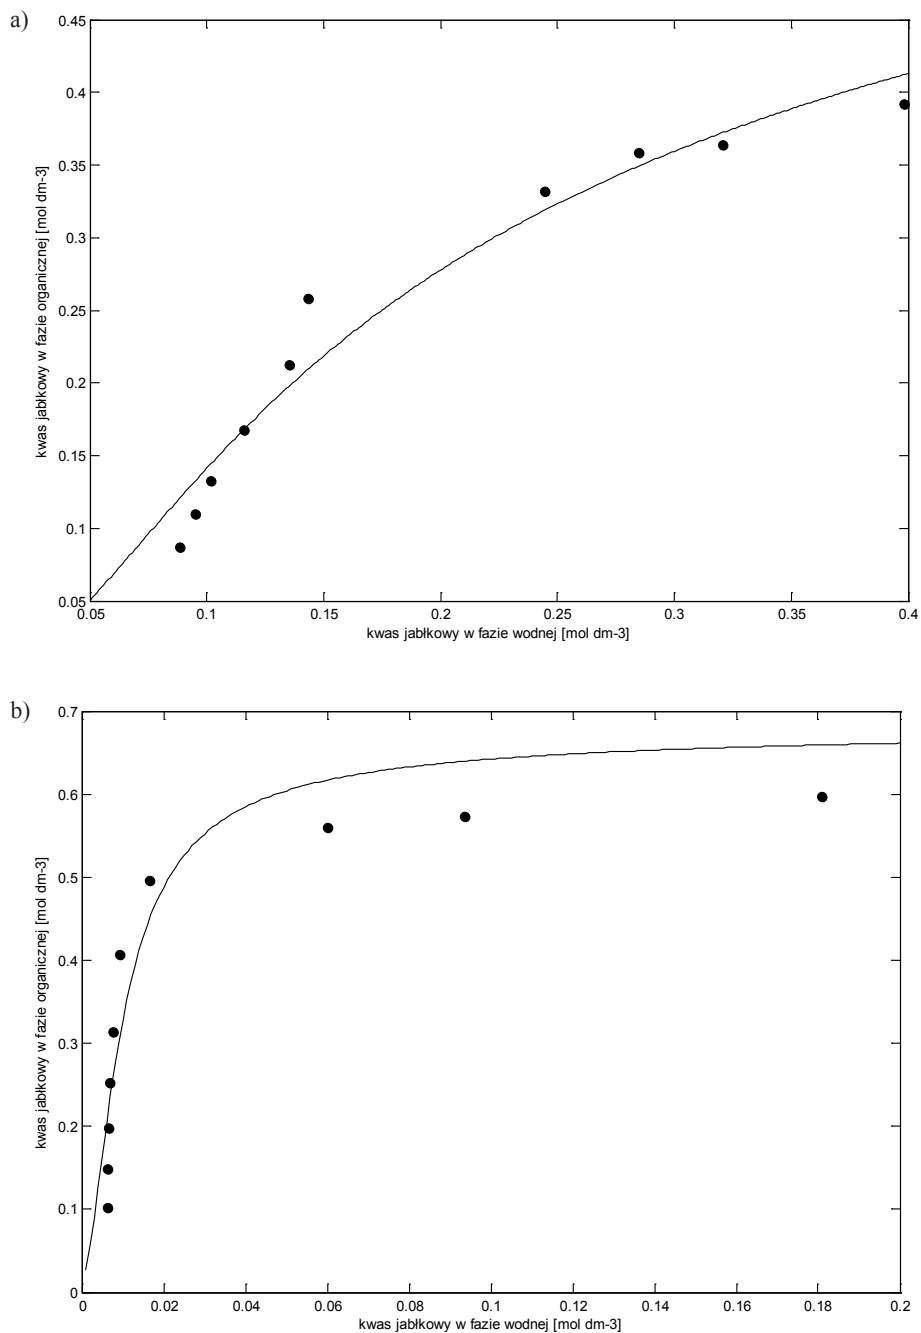 a)
0.45
0.4
0.35
0.3
0.25
0.2
0.15
0.1
0.05
kwas jabłkowy w fazie organicznej [mol dm-3]
0.05 0.1 0.15 0.2 0.25 0.3 0.35 0.4
kwas jabłkowy w fazie wodnej [mol dm-3]
b)
0.7
0.6
0.5
0.4
0.3
0.2
0.1
0
kwas jabłkowy w fazie organicznej [mol dm-3]
0 0.02 0.04 0.06 0.08 0.1 0.12 0.14 0.16 0.18 0.2
kwas jabłkowy w fazie wodnej [mol dm-3]